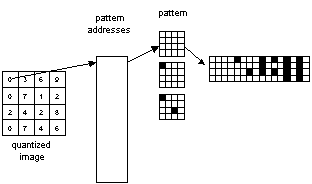 pattern
pattern
addresses
0 3 6 9
0 7 1 2
2 4 2 8
0 7 4 6
quantized
image